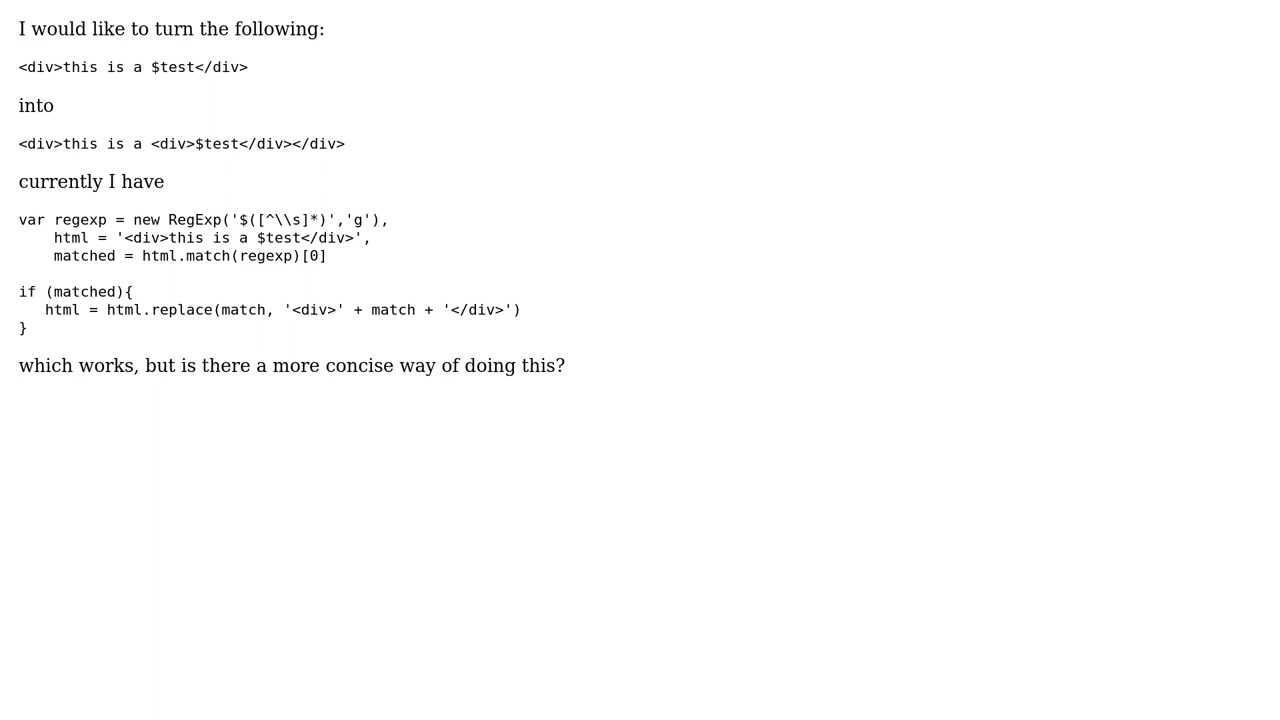 I would like to turn the following:
<div>this is a $test</div>
into
<div>this is a <div>$test</div></div>
currently I have
var regexp = new RegExp('$([^\\s]*)','g'),
    html = '<div>this is a $test</div>',
    matched = html.match(regexp)[0]

if (matched){
   html = html.replace(match, '<div>' + match + '</div>')
}
which works, but is there a more concise way of doing this?